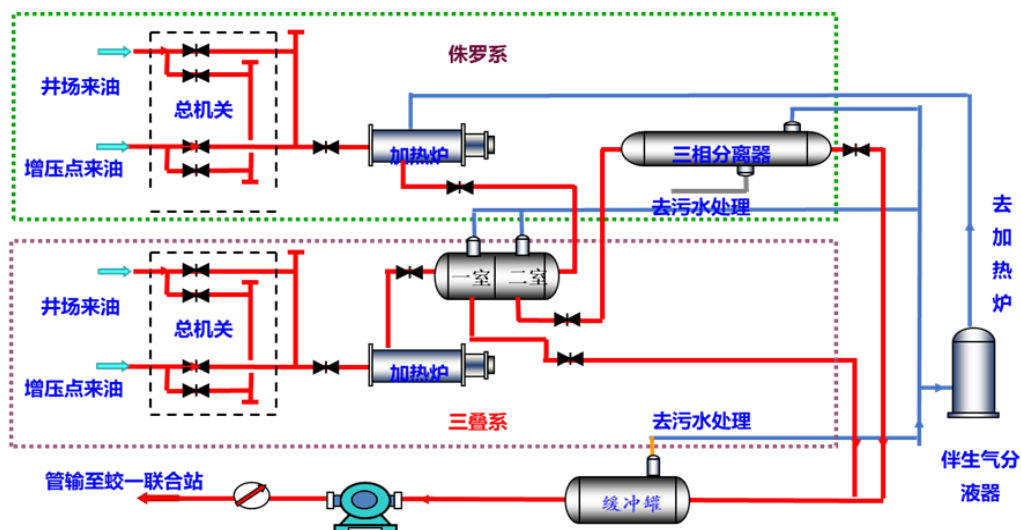 侏罗系
井场来油
总机关
增压点来油
加热炉
三相分离器
去污水处理
去
加
热
炉
一室
二室
井场来油
总机关
增压点来油
加热炉
三叠系
去污水处理
伴生气分
液器
管输至蛟一联合站
缓冲罐